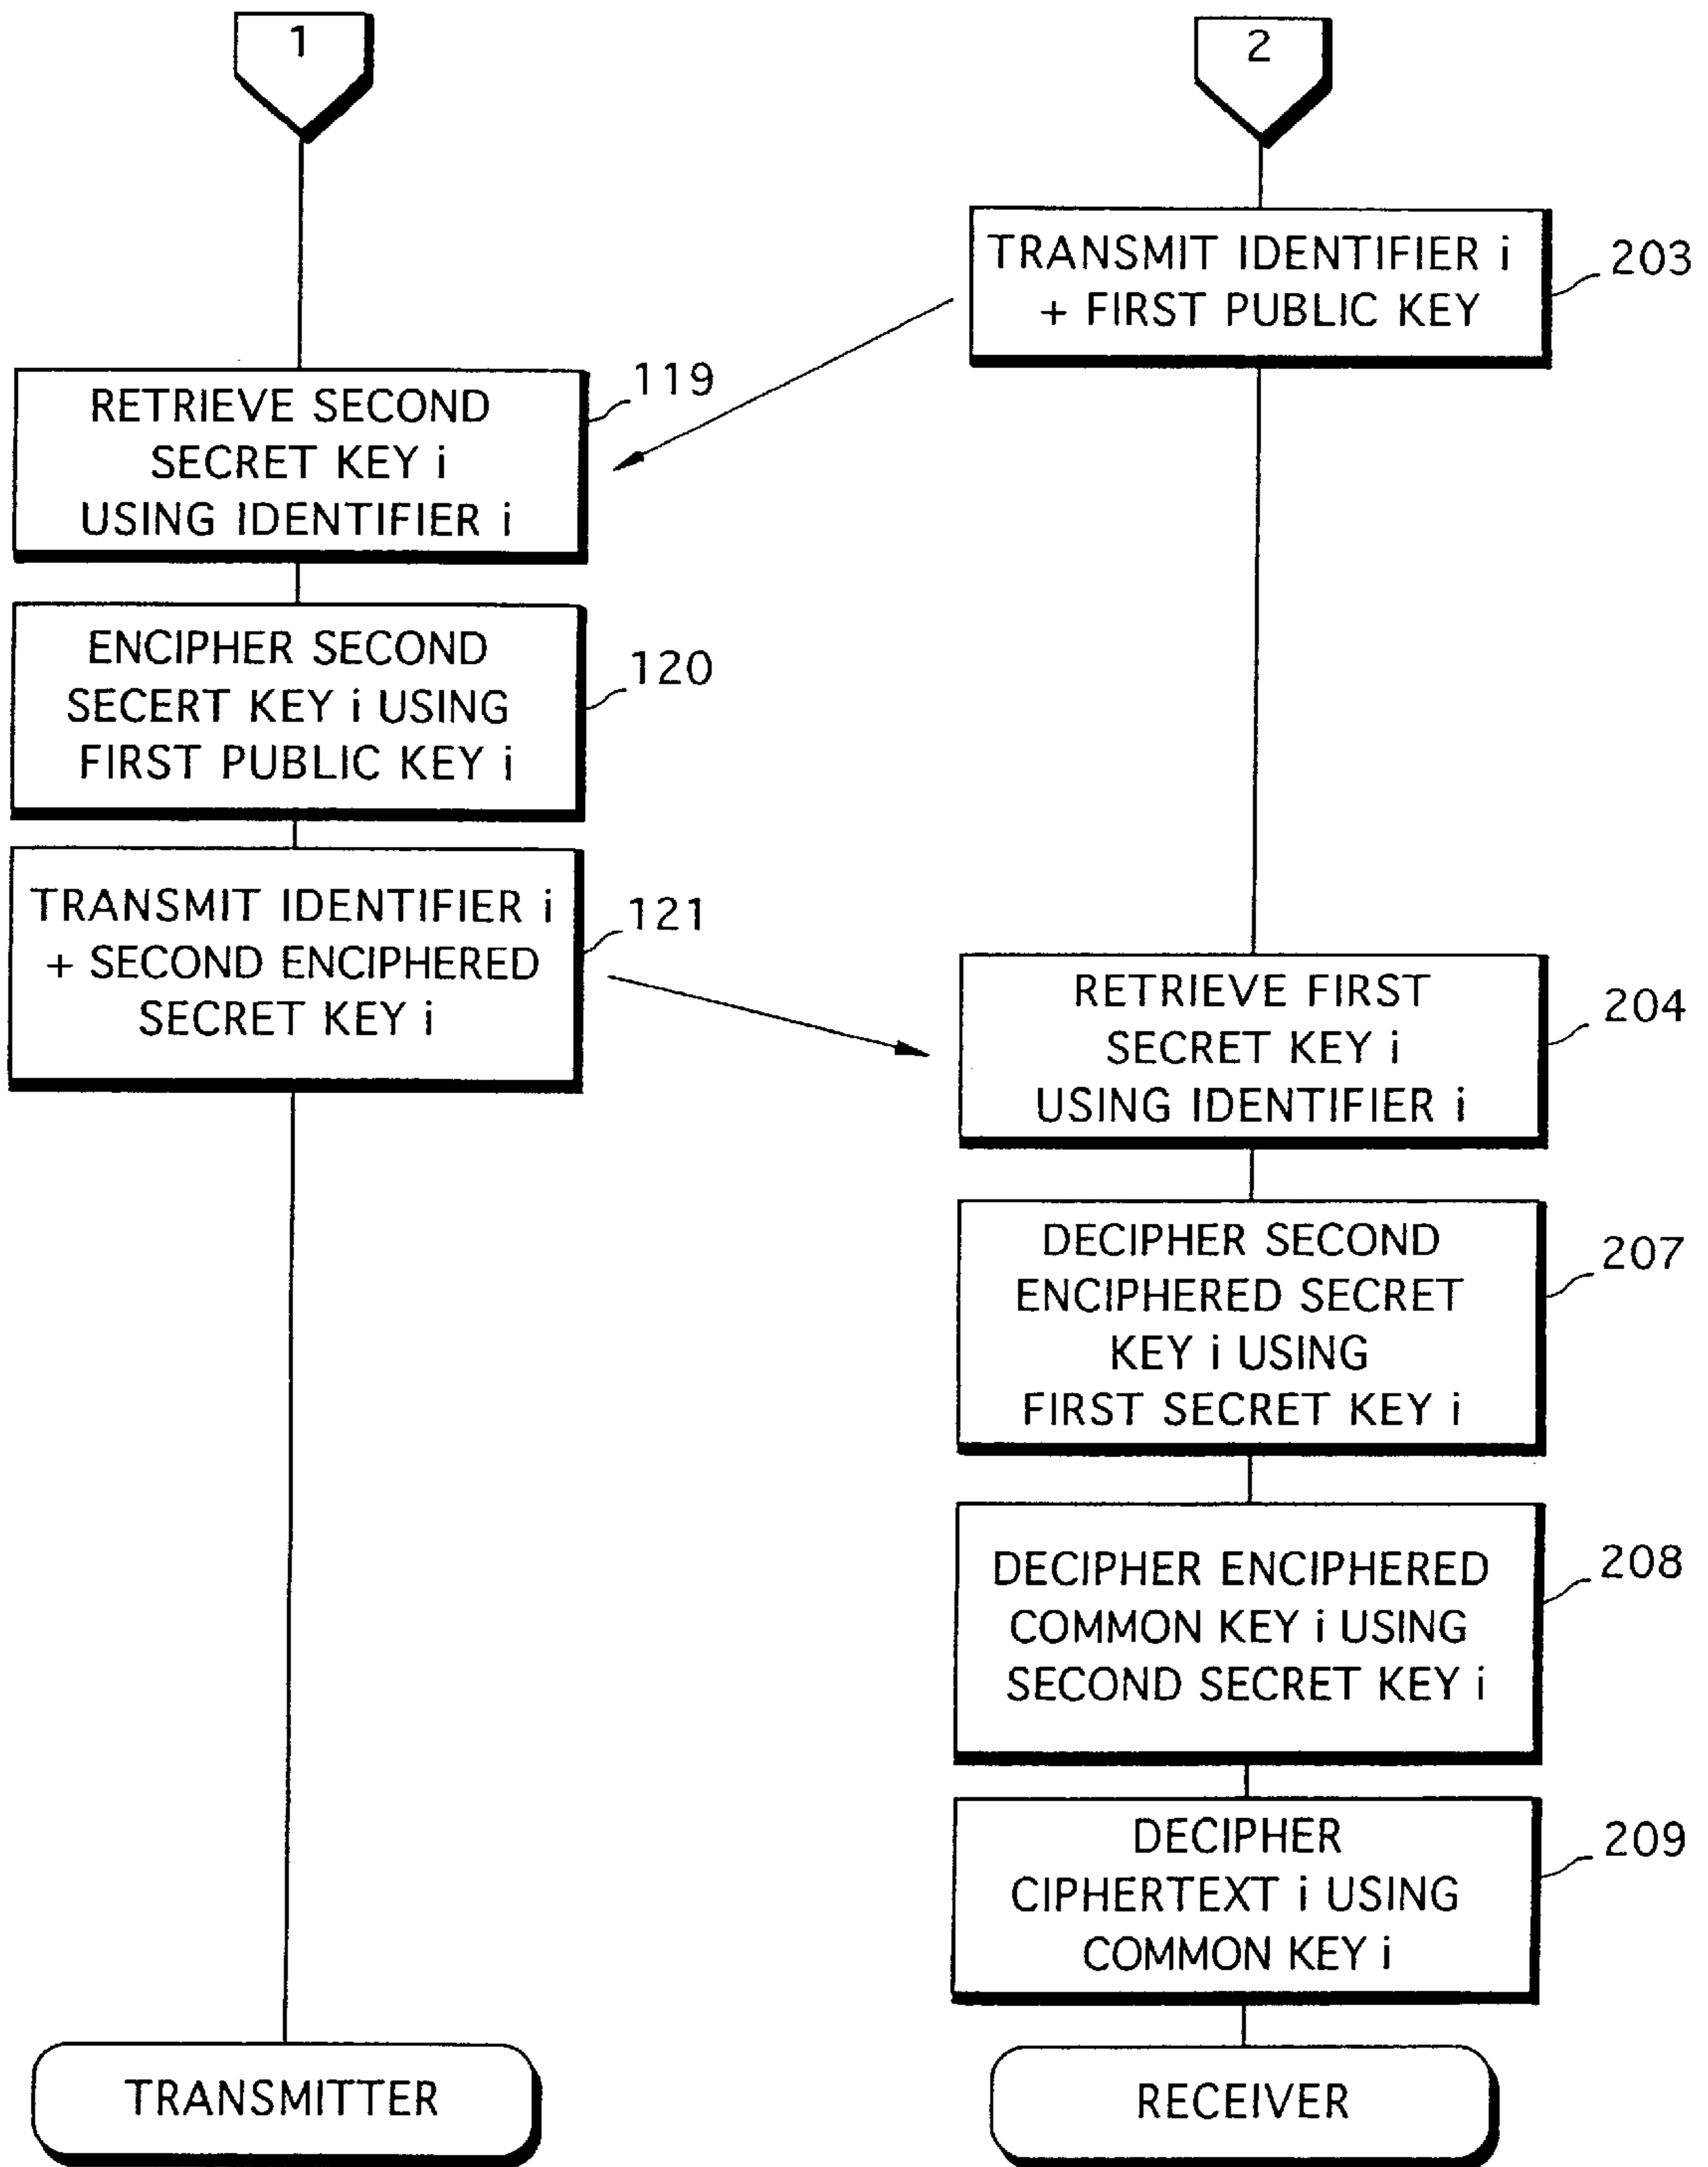 1
2
TRANSMIT IDENTIFIER i
+ FIRST PUBLIC KEY
203
RETRIEVE SECOND
SECRET KEY i
USING IDENTIFIER i
119
ENCIPHER SECOND
SECERT KEY i USING
FIRST PUBLIC KEY i
120
TRANSMIT IDENTIFIER i
+ SECOND ENCIPHERED
SECRET KEY i
121
RETRIEVE FIRST
SECRET KEY i
USING IDENTIFIER i
204
DECIPHER SECOND
ENCIPHERED SECRET
KEY i USING
FIRST SECRET KEY i
207
DECIPHER ENCIPHERED
COMMON KEY i USING
SECOND SECRET KEY i
208
DECIPHER
CIPHERTEXT i USING
COMMON KEY i
209
TRANSMITTER
RECEIVER